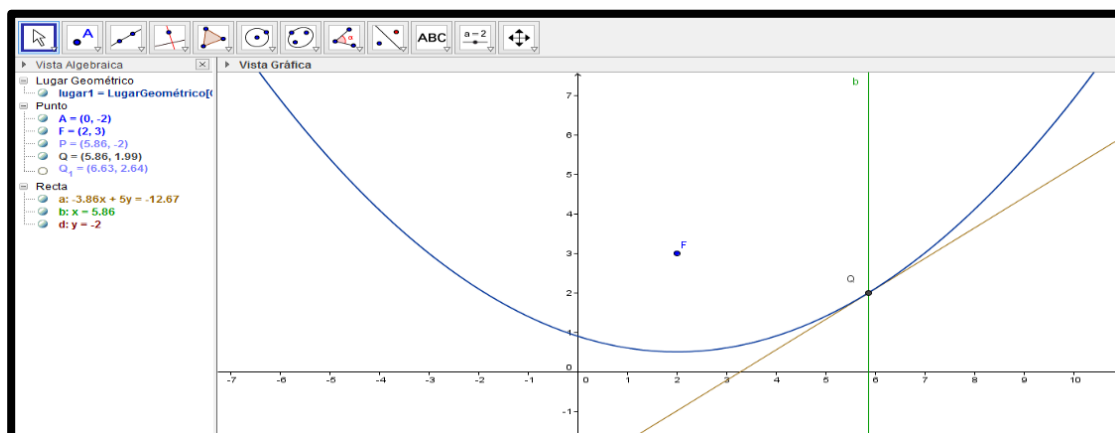 A
α
ABC
a=2
Vista Algebraica
Lugar Geométrico
lugar1 = LugarGeométrico[
Punto
A = (0, -2)
F = (2, 3)
P = (5.86, -2)
Q = (5.86, 1.99)
Q1 = (6.63, 2.64)
Recta
a: -3.86x + 5y = -12.67
b: x = 5.86
d: y = -2
Vista Gráfica
b
7
6
5
4
3
2
1
0
-1
F
Q
-7 -6 -5 -4 -3 -2 -1 0 1 2 3 4 5 6 7 8 9 10